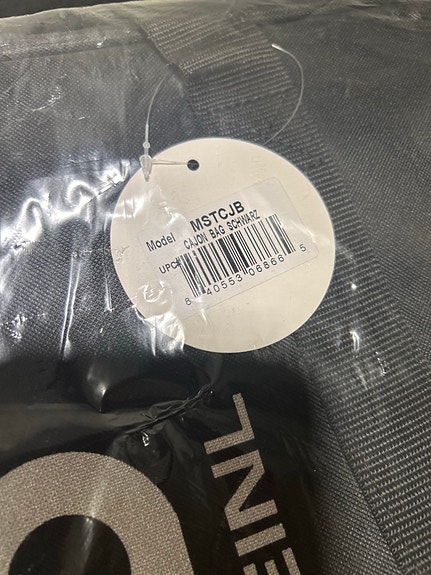 Model MSTCJB
CAJON BAG SCHWARZ
UPC#
8 40553 06866 5